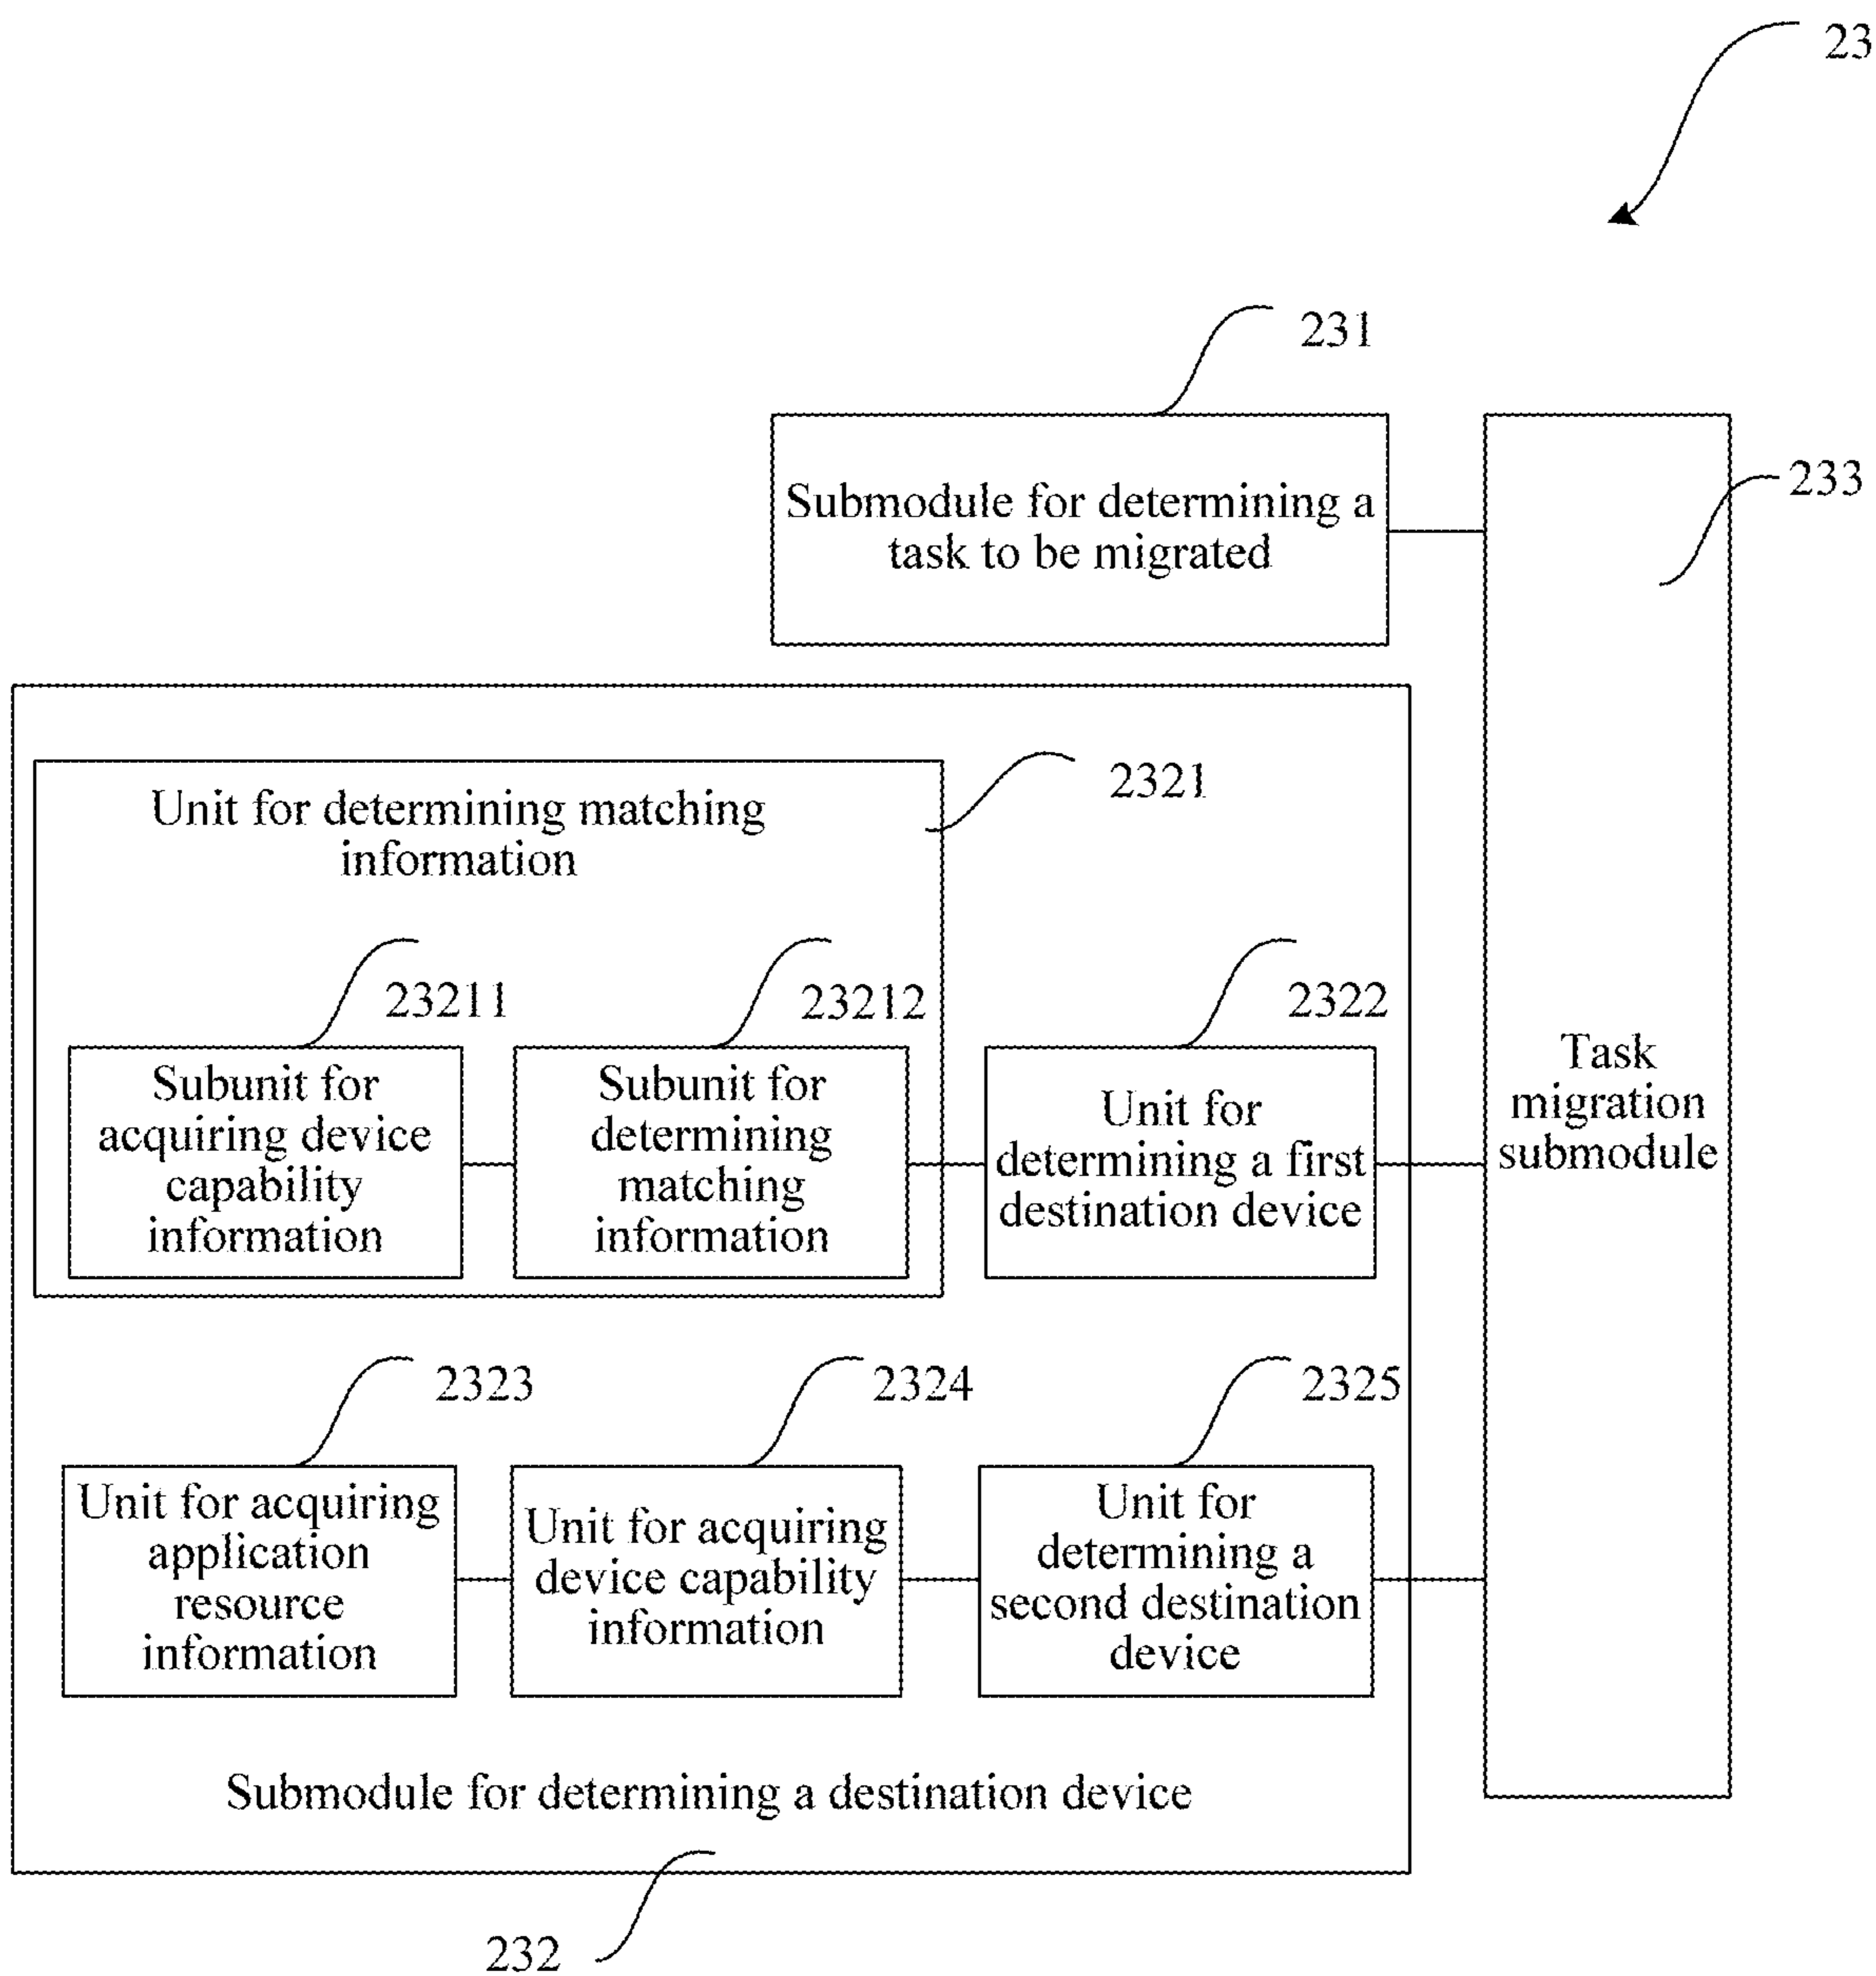 23
231
Submodule for determining a
task to be migrated
233
Task
migration
submodule
2321
Unit for determining matching
information
23211
23212
2322
Subunit for
acquiring device
capability
information
Subunit for
determining
matching
information
Unit for
determining a first
destination device
2323
2324
2325
Unit for acquiring
application
resource
information
Unit for acquiring
device capability
information
Unit for
determining a
second destination
device
Submodule for determining a destination device
232